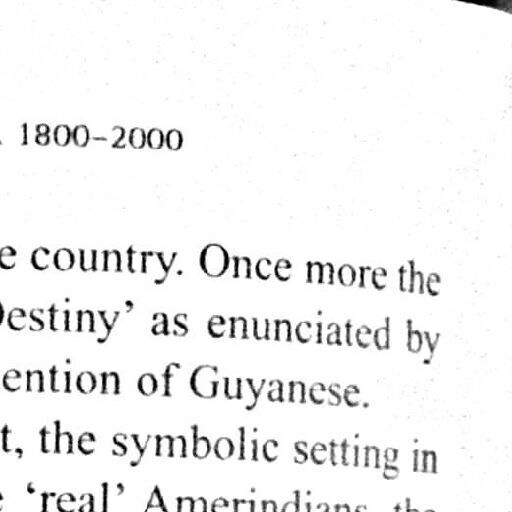 1800–2000
country. Once more the
Destiny’ as enunciated by
ention of Guyanese.
t, the symbolic setting in
‘real’ Amerindians, the